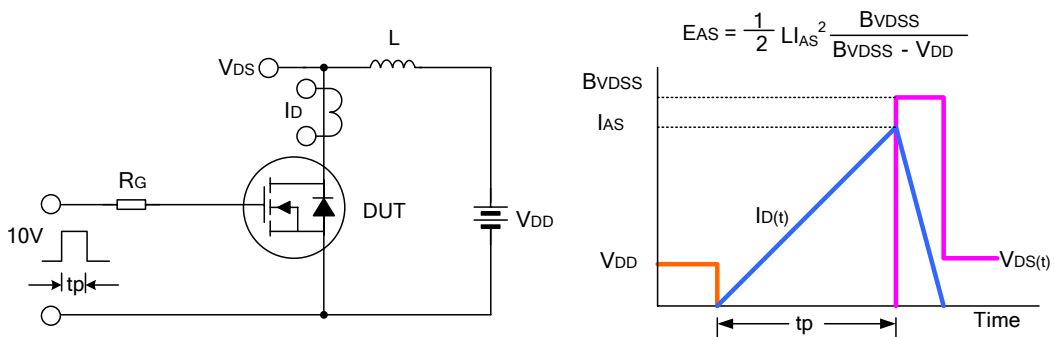 L
VDS
ID
RG
DUT
10V
VDD
tp
EAS = 1/2 LIAS² BVDSS / (BVDSS - VDD)
BVDSS
IAS
ID(t)
VDD
VDS(t)
tp
Time